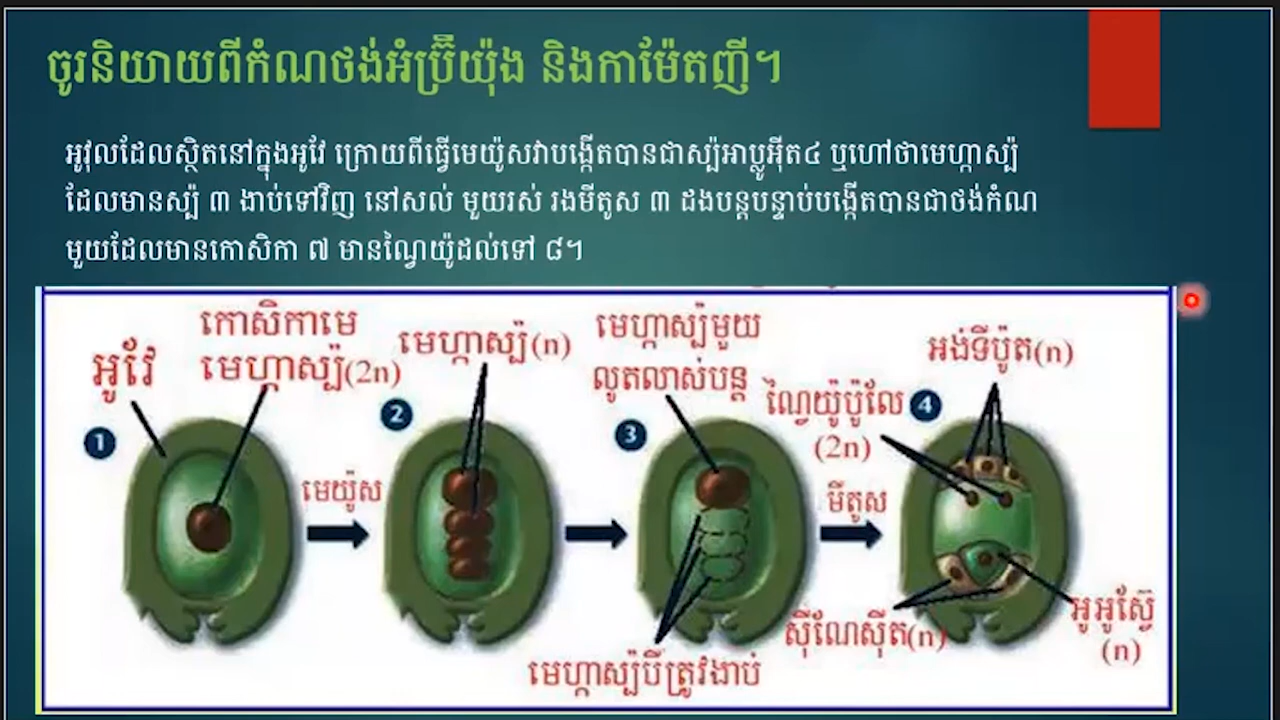 ចូរនិយាយពីកំណថង់អំប្រ៊ីយ៉ុង និងកាម៉ែតញី។
អូវុលដែលស្ថិតនៅក្នុងអូវែ ក្រោយពីធ្វើមេយ៉ូសវាបង្កើតបានជាស្ប៉អាប្លូអ៊ីត៤ ឬហៅថាមេហ្កាស្ប៉
ដែលមានស្ប៉ ៣ ងាប់ទៅវិញ នៅសល់ មួយរស់ រងមីតូស ៣ ដងបន្តបន្ទាប់បង្កើតបានជាថង់កំណ
មួយដែលមានកោសិកា ៧ មានណ្វៃយ៉ូដល់ទៅ ៨។
កោសិកាមេ
មេហ្កាស្ប៉(2n)
អូវែ
មេហ្កាស្ប៉(n)
មេហ្កាស្ប៉មួយ
លូតលាស់បន្ត
អង់ទីប៉ូត(n)
ណ្វៃយ៉ូប៉ូលែ
(2n)
1
2
3
4
មេយ៉ូស
មីតូស
ស៊ីណែស៊ីត(n)
អូអូស្វ៊ែ
(n)
មេហ្កាស្ប៉បីត្រូវងាប់